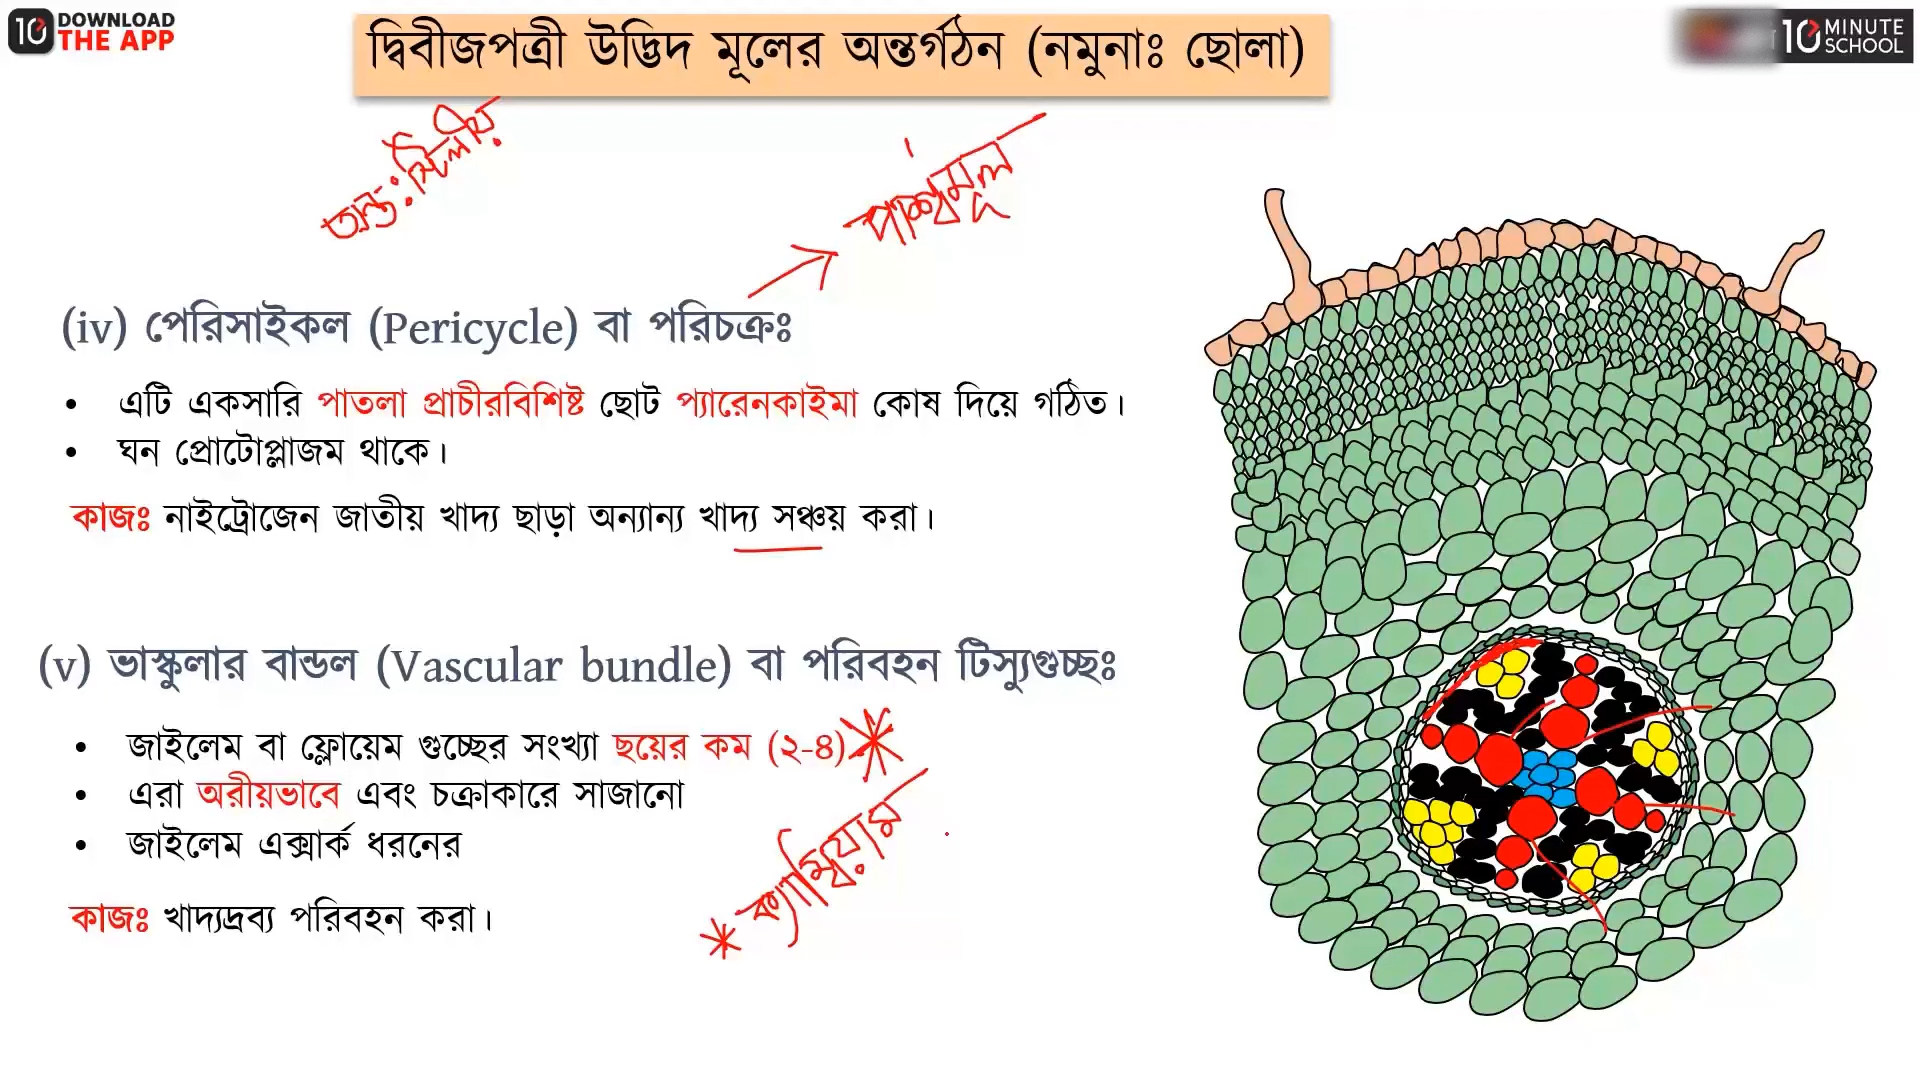 10 DOWNLOAD THE APP
দ্বিবীজপত্রী উদ্ভিদ মূলের অন্তর্গঠন (নমুনাঃ ছোলা)
10 MINUTE SCHOOL
অন্তঃস্টিলীয়
পার্শ্বমূল
(iv) পেরিসাইকল (Pericycle) বা পরিচক্রঃ
• এটি একসারি পাতলা প্রাচীরবিশিষ্ট ছোট প্যারেনকাইমা কোষ দিয়ে গঠিত।
• ঘন প্রোটোপ্লাজম থাকে।
কাজঃ নাইট্রোজেন জাতীয় খাদ্য ছাড়া অন্যান্য খাদ্য সঞ্চয় করা।
(v) ভাস্কুলার বান্ডল (Vascular bundle) বা পরিবহন টিস্যুগুচ্ছঃ
• জাইলেম বা ফ্লোয়েম গুচ্ছের সংখ্যা ছয়ের কম (২-৪)
• এরা অরীয়ভাবে এবং চক্রাকারে সাজানো
• জাইলেম এক্সার্ক ধরনের
ক্যাম্বিয়াম
কাজঃ খাদ্যদ্রব্য পরিবহন করা।